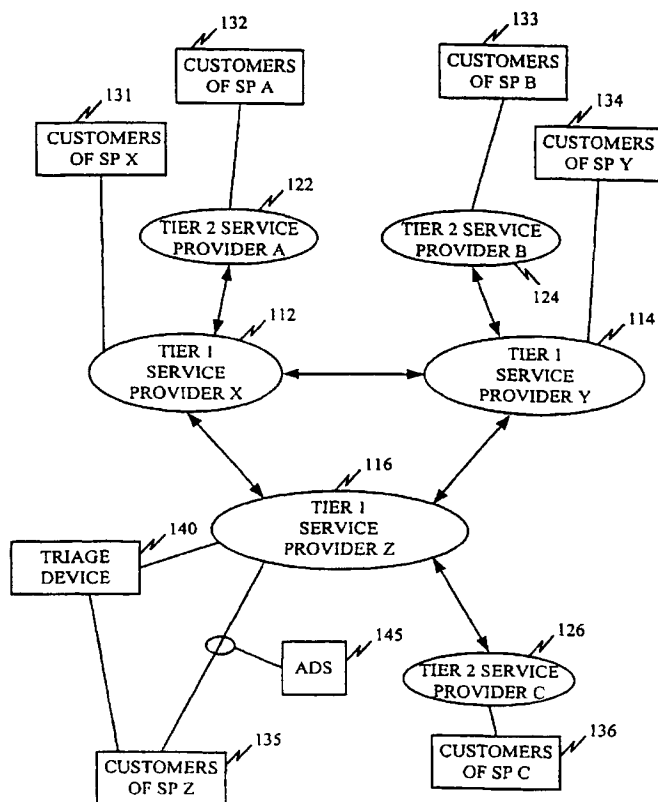 132
133
CUSTOMERS
OF SP A
CUSTOMERS
OF SP B
131
134
CUSTOMERS
OF SP X
CUSTOMERS
OF SP Y
122
TIER 2 SERVICE
PROVIDER A
TIER 2 SERVICE
PROVIDER B
124
112
114
TIER 1
SERVICE
PROVIDER X
TIER 1
SERVICE
PROVIDER Y
116
TIER 1
SERVICE
PROVIDER Z
140
TRIAGE
DEVICE
145
ADS
126
TIER 2 SERVICE
PROVIDER C
135
CUSTOMERS
OF SP Z
136
CUSTOMERS
OF SP C